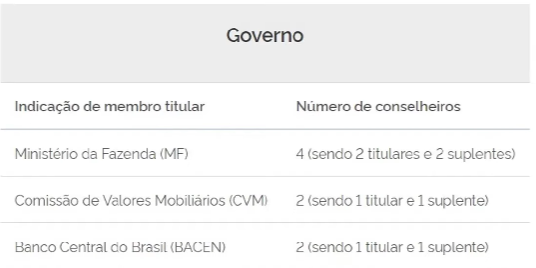 Governo
Indicação de membro titular Número de conselheiros
Ministério da Fazenda (MF) 4 (sendo 2 titulares e 2 suplentes)
Comissão de Valores Mobiliários (CVM) 2 (sendo 1 titular e 1 suplente)
Banco Central do Brasil (BACEN) 2 (sendo 1 titular e 1 suplente)